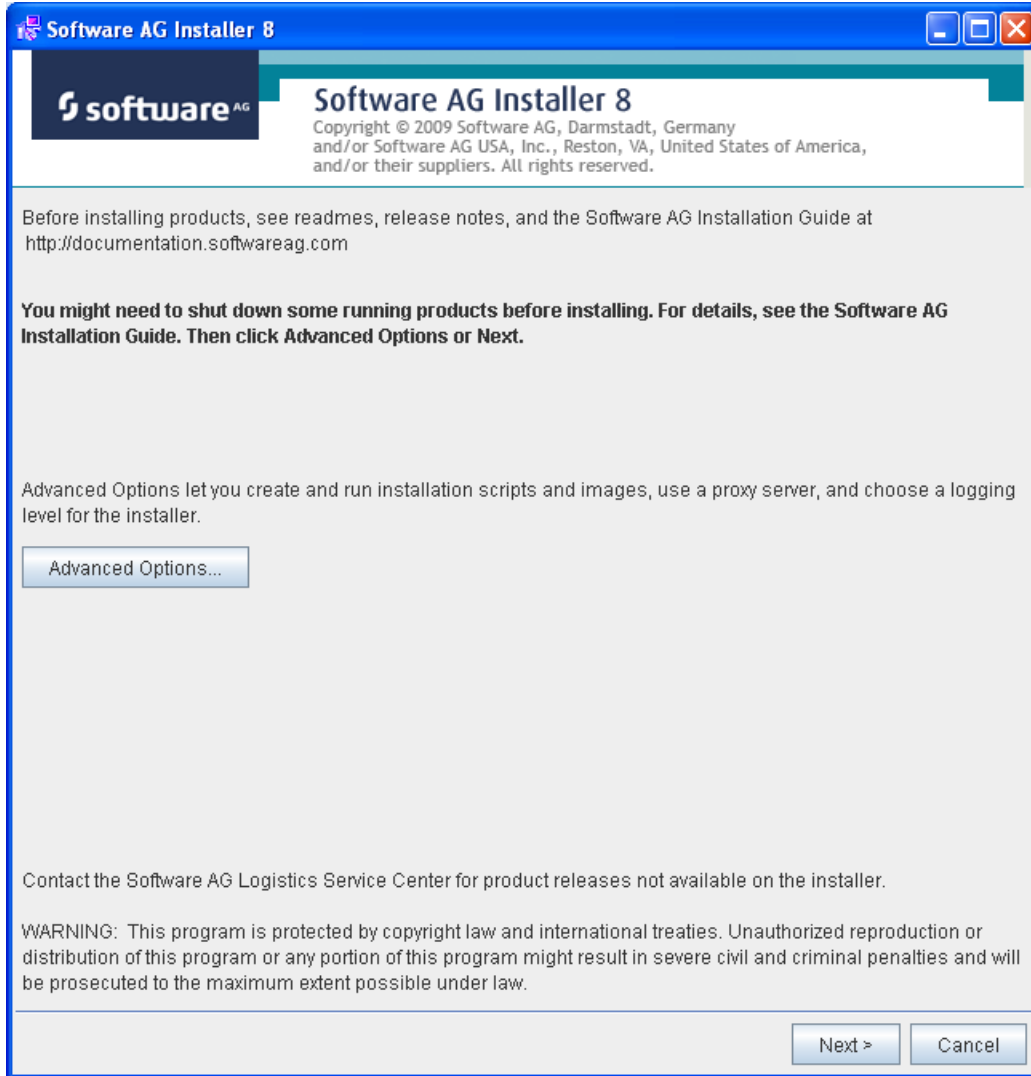 Software AG Installer 8
software AG
Software AG Installer 8
Copyright © 2009 Software AG, Darmstadt, Germany
and/or Software AG USA, Inc., Reston, VA, United States of America,
and/or their suppliers. All rights reserved.
Before installing products, see readmes, release notes, and the Software AG Installation Guide at
http://documentation.softwareag.com
You might need to shut down some running products before installing. For details, see the Software AG
Installation Guide. Then click Advanced Options or Next.
Advanced Options let you create and run installation scripts and images, use a proxy server, and choose a logging
level for the installer.
Advanced Options...
Contact the Software AG Logistics Service Center for product releases not available on the installer.
WARNING: This program is protected by copyright law and international treaties. Unauthorized reproduction or
distribution of this program or any portion of this program might result in severe civil and criminal penalties and will
be prosecuted to the maximum extent possible under law.
Next > Cancel